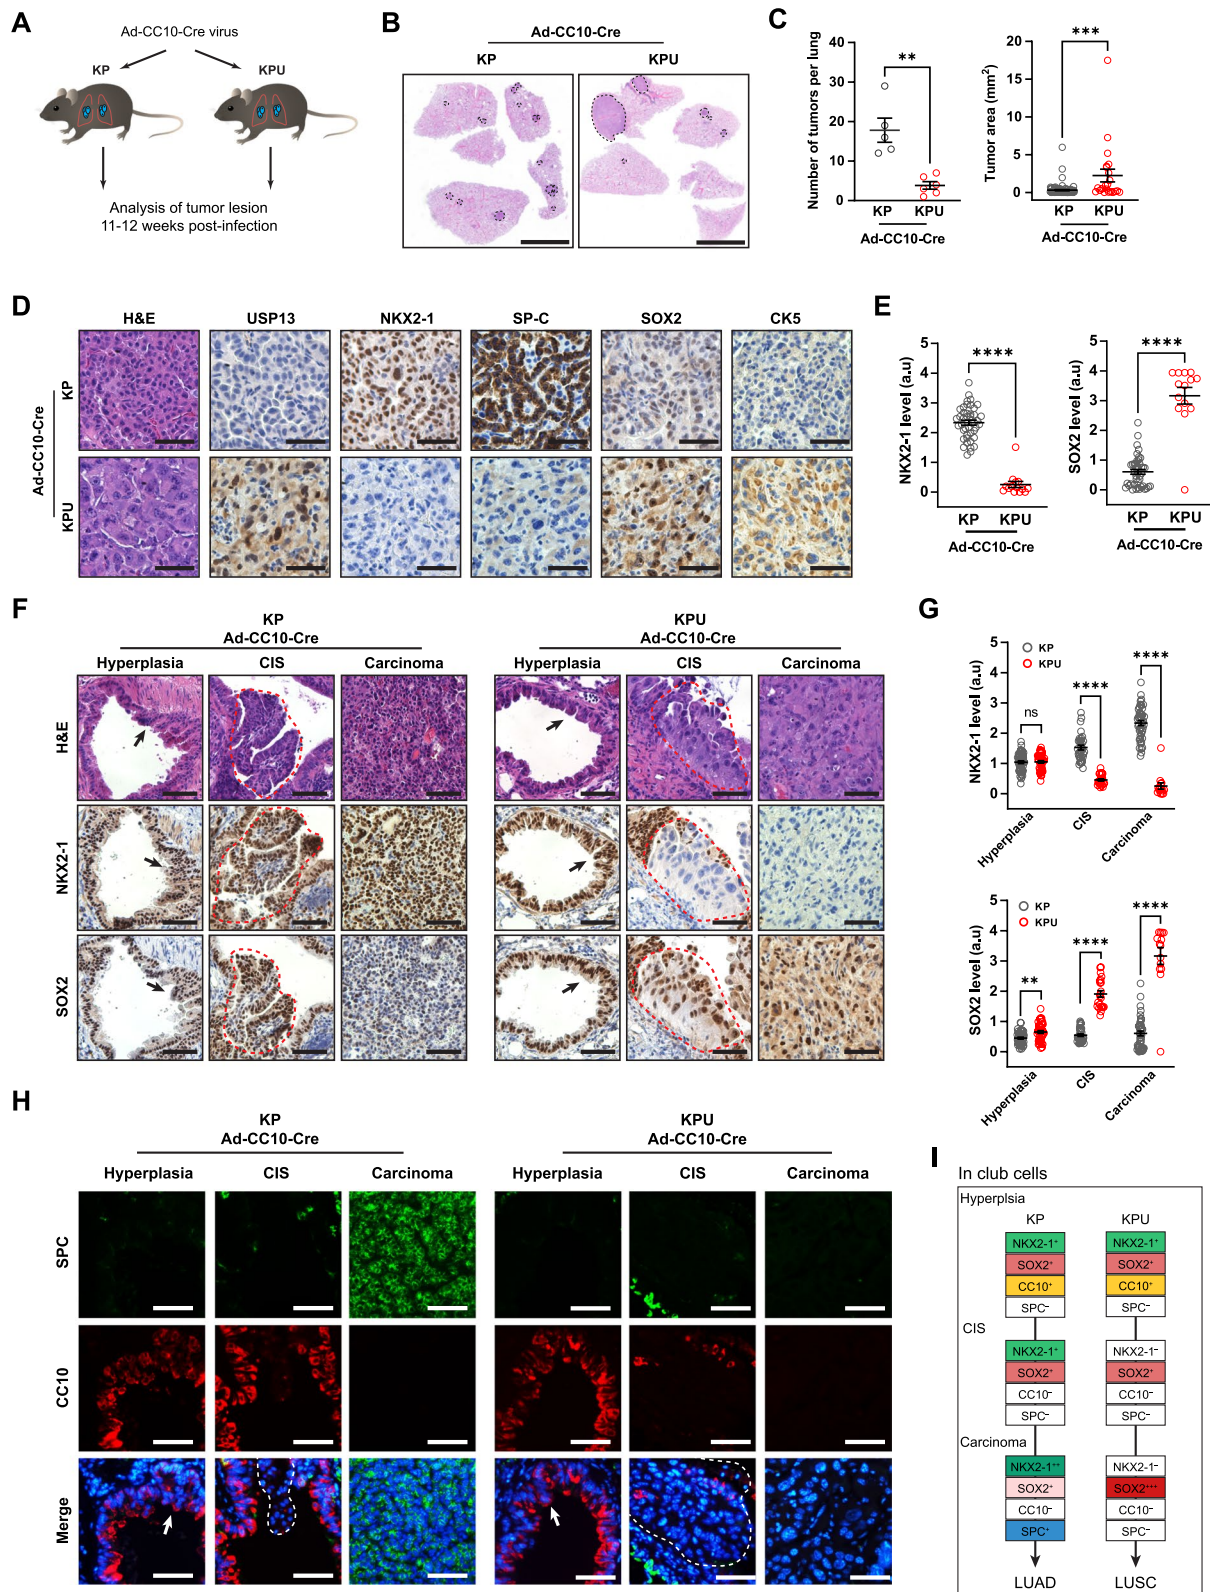 A
Ad-CC10-Cre virus
KP
KPU
Analysis of tumor lesion
11-12 weeks post-infection
B
Ad-CC10-Cre
KP
KPU
C
Number of tumors per lung
40
30
20
10
0
**
KP
KPU
Ad-CC10-Cre
Tumor area (mm²)
20
15
10
5
0
***
KP
KPU
Ad-CC10-Cre
D
H&E
USP13
NKX2-1
SP-C
SOX2
CK5
Ad-CC10-Cre
KP
KPU
E
NKX2-1 level (a.u)
5
4
3
2
1
0
****
KP
KPU
Ad-CC10-Cre
SOX2 level (a.u)
5
4
3
2
1
0
****
KP
KPU
Ad-CC10-Cre
F
KP
Ad-CC10-Cre
Hyperplasia
CIS
Carcinoma
KPU
Ad-CC10-Cre
Hyperplasia
CIS
Carcinoma
H&E
NKX2-1
SOX2
G
NKX2-1 level (a.u)
5
4
3
2
1
0
KP
KPU
ns
****
****
Hyperplasia
CIS
Carcinoma
SOX2 level (a.u)
5
4
3
2
1
0
KP
KPU
**
****
****
Hyperplasia
CIS
Carcinoma
H
KP
Ad-CC10-Cre
Hyperplasia
CIS
Carcinoma
KPU
Ad-CC10-Cre
Hyperplasia
CIS
Carcinoma
SPC
CC10
Merge
I
In club cells
Hyperplsia
KP
KPU
NKX2-1⁺
NKX2-1⁺
SOX2⁺
SOX2⁺
CC10⁺
CC10⁺
SPC⁻
SPC⁻
CIS
NKX2-1⁺
NKX2-1⁻
SOX2⁺
SOX2⁺
CC10⁻
CC10⁻
SPC⁻
SPC⁻
Carcinoma
NKX2-1⁺⁺
NKX2-1⁻
SOX2⁺
SOX2⁺⁺⁺
CC10⁻
CC10⁻
SPC⁺
SPC⁻
LUAD
LUSC